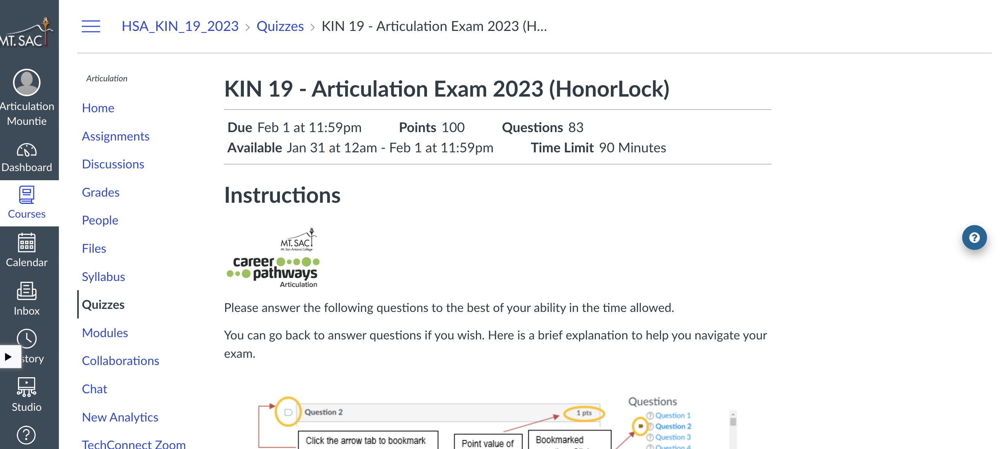 MT. SAC
HSA_KIN_19_2023 > Quizzes > KIN 19 - Articulation Exam 2023 (H...
Articulation
Mountie
Dashboard
Courses
Calendar
Inbox
story
Studio
Articulation
Home
Assignments
Discussions
Grades
People
Files
Syllabus
Quizzes
Modules
Collaborations
Chat
New Analytics
TechConnect Zoom
KIN 19 - Articulation Exam 2023 (HonorLock)
Due Feb 1 at 11:59pm Points 100 Questions 83
Available Jan 31 at 12am - Feb 1 at 11:59pm Time Limit 90 Minutes
Instructions
MT. SAC
Mt. San Antonio College
career
pathways
Articulation
Please answer the following questions to the best of your ability in the time allowed.
You can go back to answer questions if you wish. Here is a brief explanation to help you navigate your
exam.
Question 2 1 pts
Click the arrow tab to bookmark
Point value of
Bookmarked
Questions
Question 1
Question 2
Question 3
Question 4